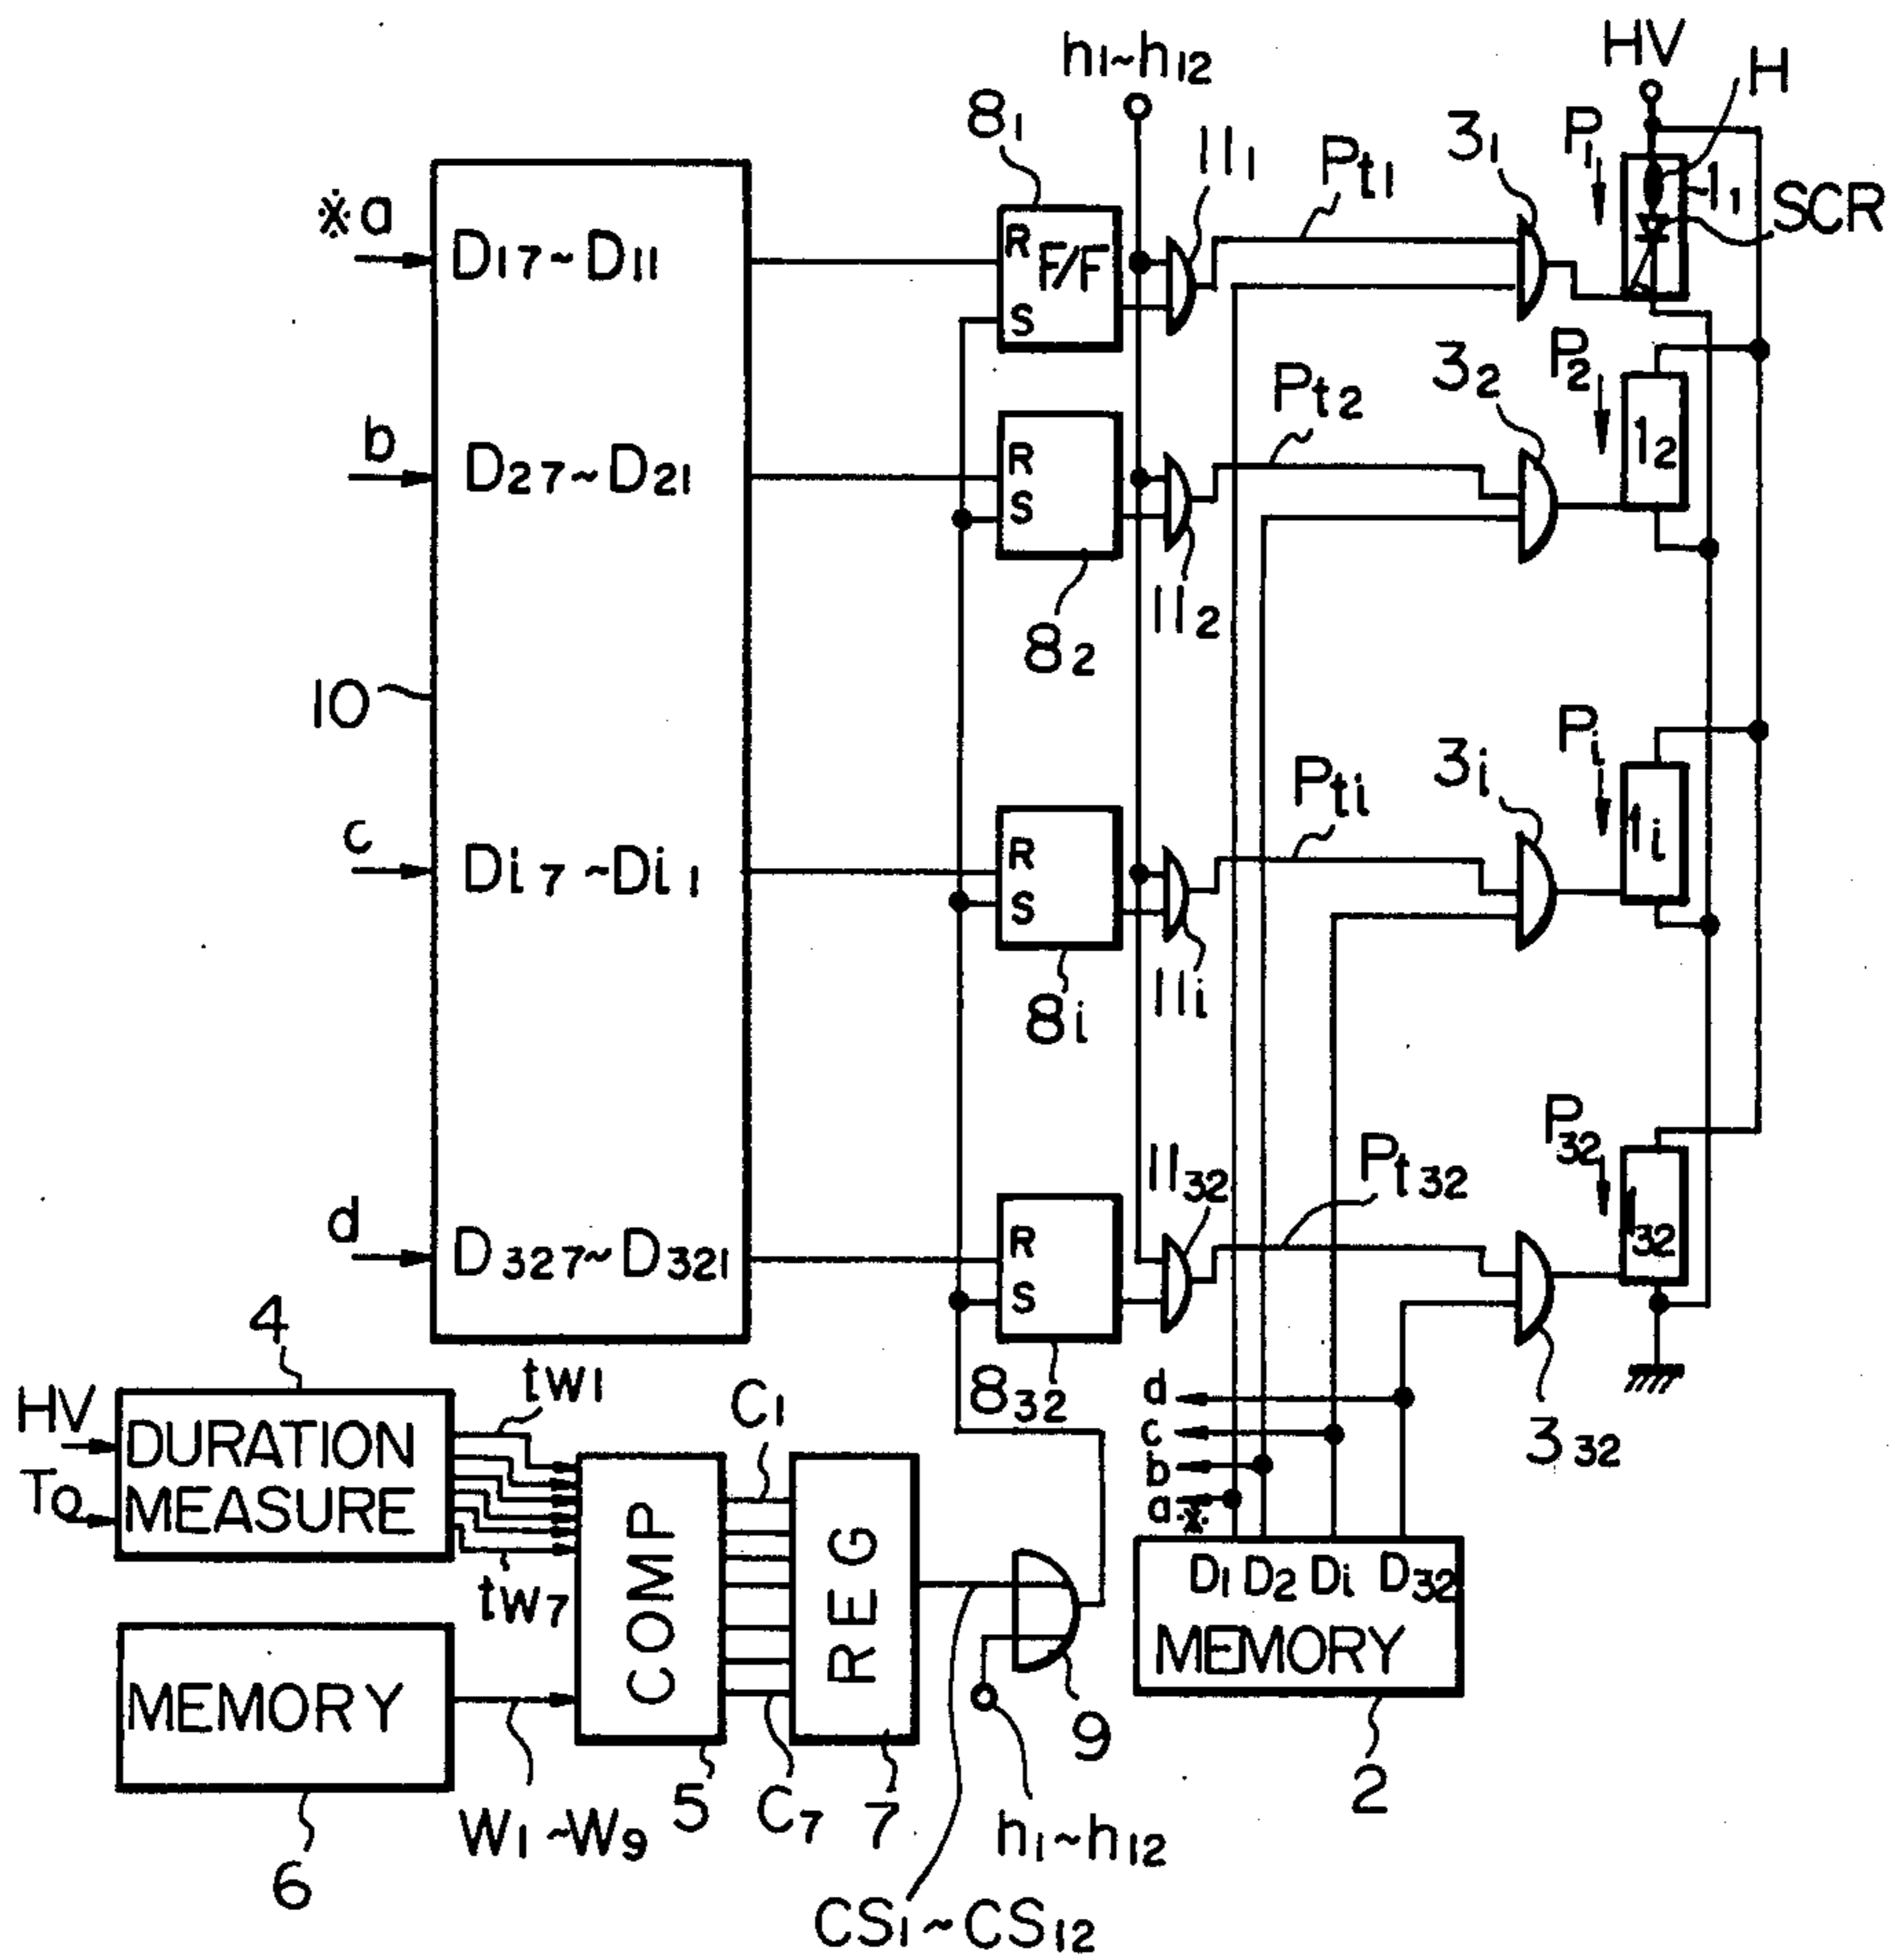 h1~h12
HV
H
81
111
Pt1
31
P1
11
SCR
※a
D17~D11
R
F/F
S
b
D27~D21
R
S
82
112
Pt2
32
P2
12
10
c
Di7~Di1
R
S
8i
11i
Pti
3i
Pi
1i
d
D327~D321
R
S
832
1132
Pt32
332
P32
132
4
HV
TQ
DURATION
MEASURE
tw1
tw7
C1
C7
COMP
5
REG
7
MEMORY
6
W1~W9
9
h1~h12
CS1~CS12
d
c
b
a※
D1 D2 Di D32
MEMORY
2